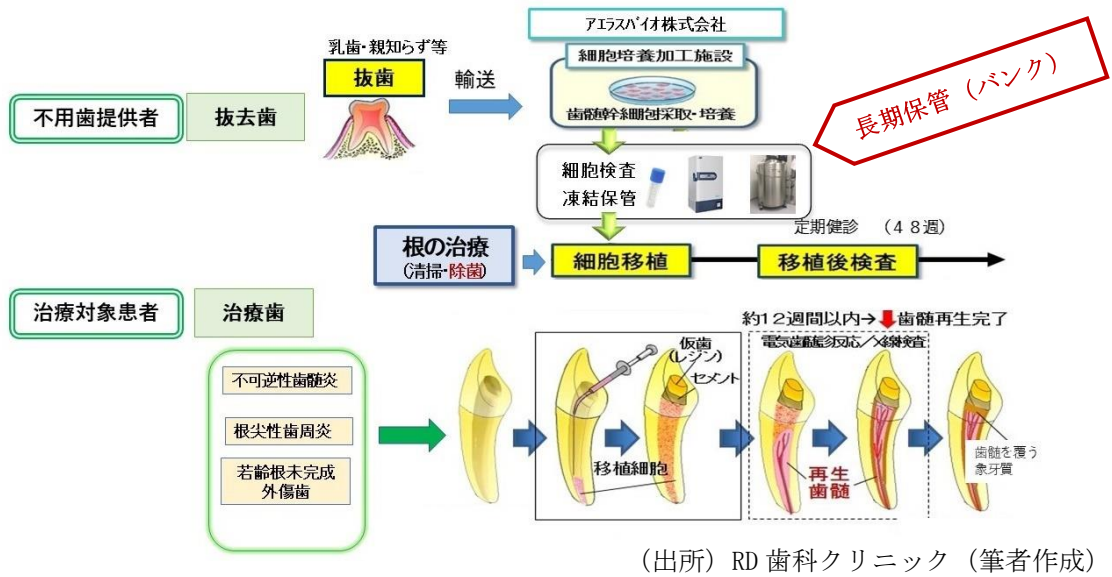 アエラスバイオ株式会社
乳歯・親知らず等
細胞培養加工施設
抜歯
輸送
長期保管（バンク）
不用歯提供者
抜去歯
歯髄幹細胞採取・培養
細胞検査
凍結保管
定期健診　（４８週）
根の治療
(清掃・除菌)
細胞移植
移植後検査
治療対象患者
治療歯
約12週間以内→歯髄再生完了
仮歯
(レジン)
電気歯髄診反応／X線検査
セメント
不可逆性歯髄炎
根尖性歯周炎
若齢根未完成
外傷歯
移植細胞
再生
歯髄
歯髄を覆う
象牙質
（出所）RD 歯科クリニック（筆者作成）